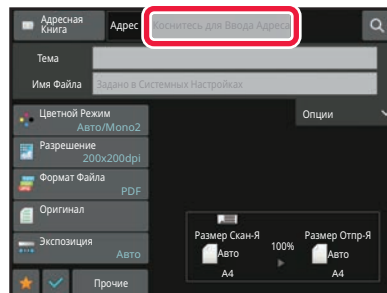 Адресная
Книга
Адрес
Коснитесь для Ввода Адреса
Тема
Имя Файла
Задано в Системных Настройках
Цветной Режим
Авто/Mono2
Опции
Разрешение
200x200dpi
Формат Файла
PDF
Оригинал
Экспозиция
Авто
Размер Скан-Я
Авто
A4
100%
Размер Отпр-Я
Авто
A4
Прочие